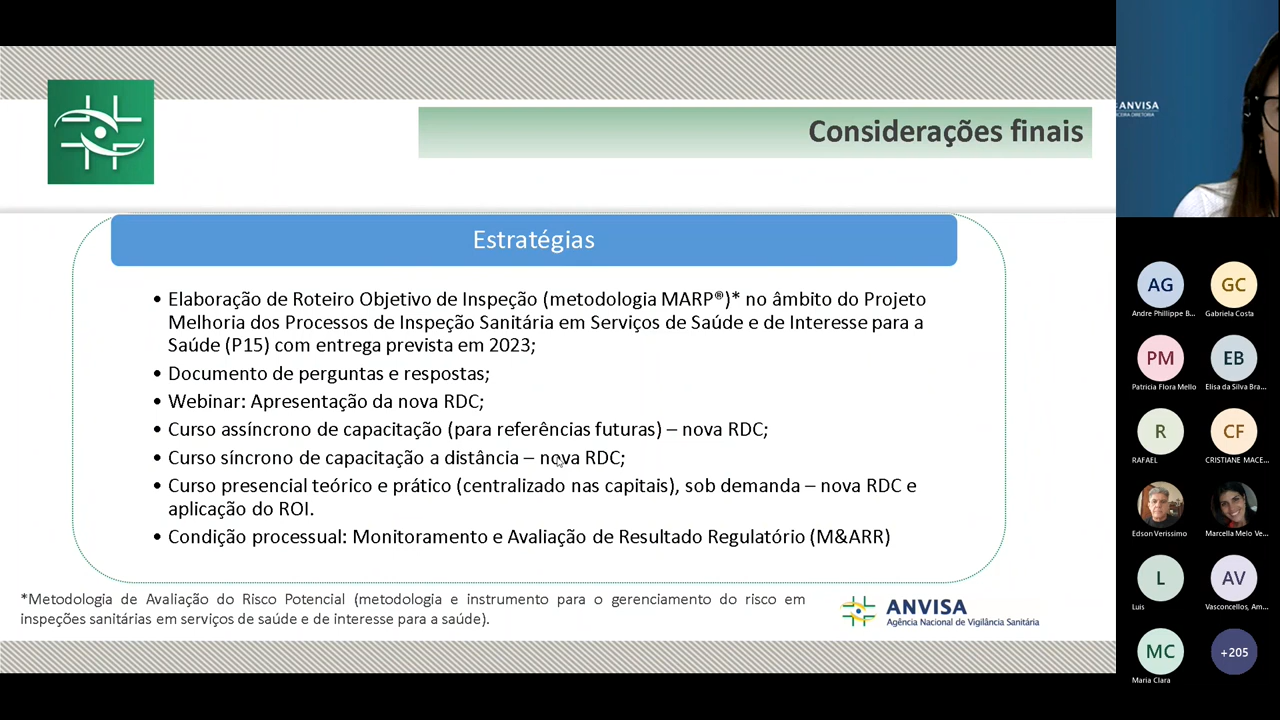 Considerações finais
Estratégias
• Elaboração de Roteiro Objetivo de Inspeção (metodologia MARP®)* no âmbito do Projeto
Melhoria dos Processos de Inspeção Sanitária em Serviços de Saúde e de Interesse para a
Saúde (P15) com entrega prevista em 2023;
• Documento de perguntas e respostas;
• Webinar: Apresentação da nova RDC;
• Curso assíncrono de capacitação (para referências futuras) – nova RDC;
• Curso síncrono de capacitação a distância – nova RDC;
• Curso presencial teórico e prático (centralizado nas capitais), sob demanda – nova RDC e
aplicação do ROI.
• Condição processual: Monitoramento e Avaliação de Resultado Regulatório (M&ARR)
*Metodologia de Avaliação do Risco Potencial (metodologia e instrumento para o gerenciamento do risco em
inspeções sanitárias em serviços de saúde e de interesse para a saúde).
ANVISA
Agência Nacional de Vigilância Sanitária
ANVISA
DIRETORIA
AG
GC
Andre Phillippe B...
Gabriela Costa
PM
EB
Patricia Flora Mello
Elisa da Silva Bra...
R
CF
RAFAEL
CRISTIANE MACE...
Edson Verissimo
Marcella Melo Ve...
L
AV
Luis
Vasconcellos, Am...
MC
+205
Maria Clara